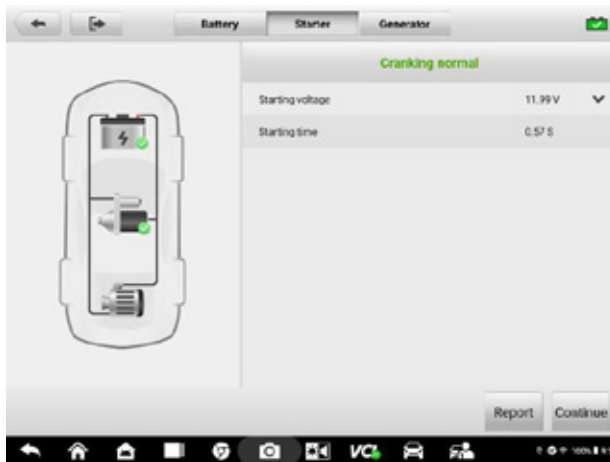 Battery Starter Generator
Cranking normal
Starting voltage 11.99 V
Starting time 0.57 S
Report Continue
VCI